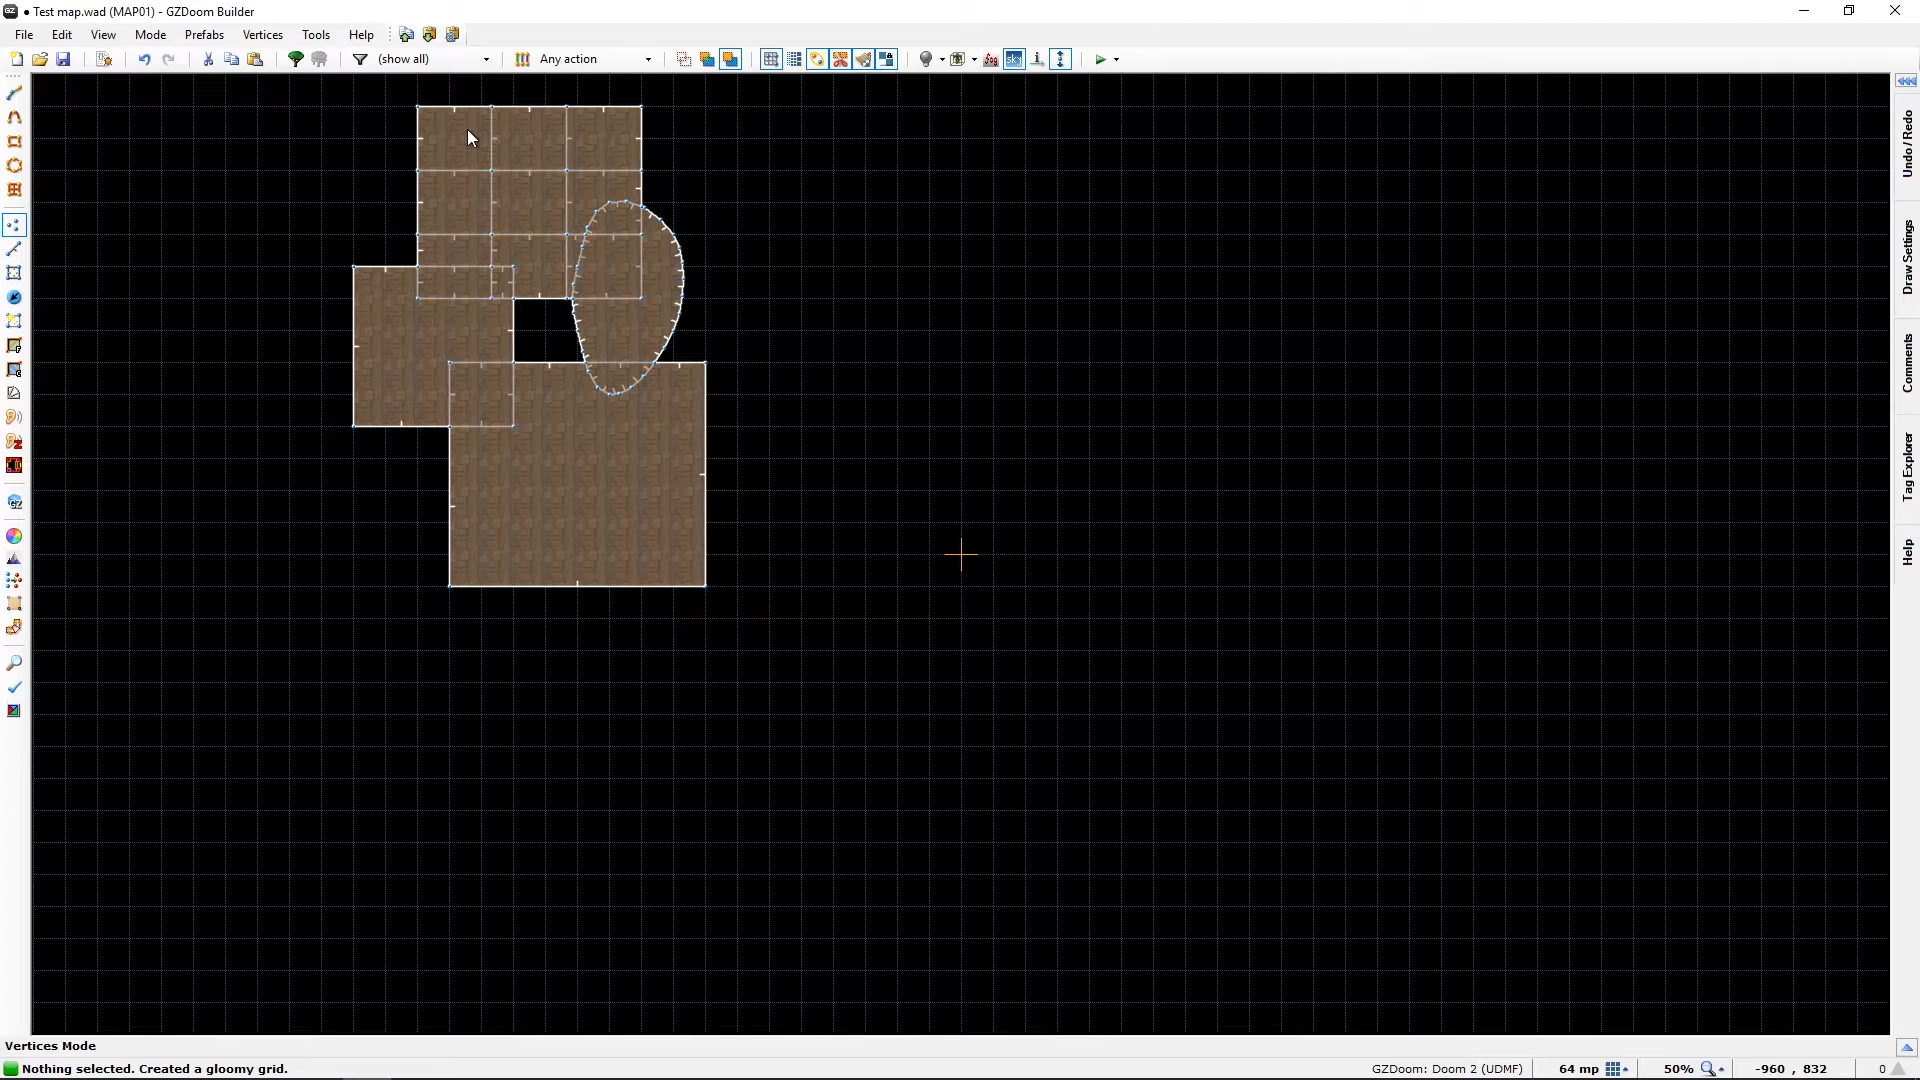 • Test map.wad (MAP01) - GZDoom Builder
File Edit View Mode Prefabs Vertices Tools Help
(show all) Any action
Undo / Redo
Draw Settings
Comments
Tag Explorer
Help
Vertices Mode
Nothing selected. Created a gloomy grid. GZDoom: Doom 2 (UDMF) 64 mp 50% -960 , 832 0